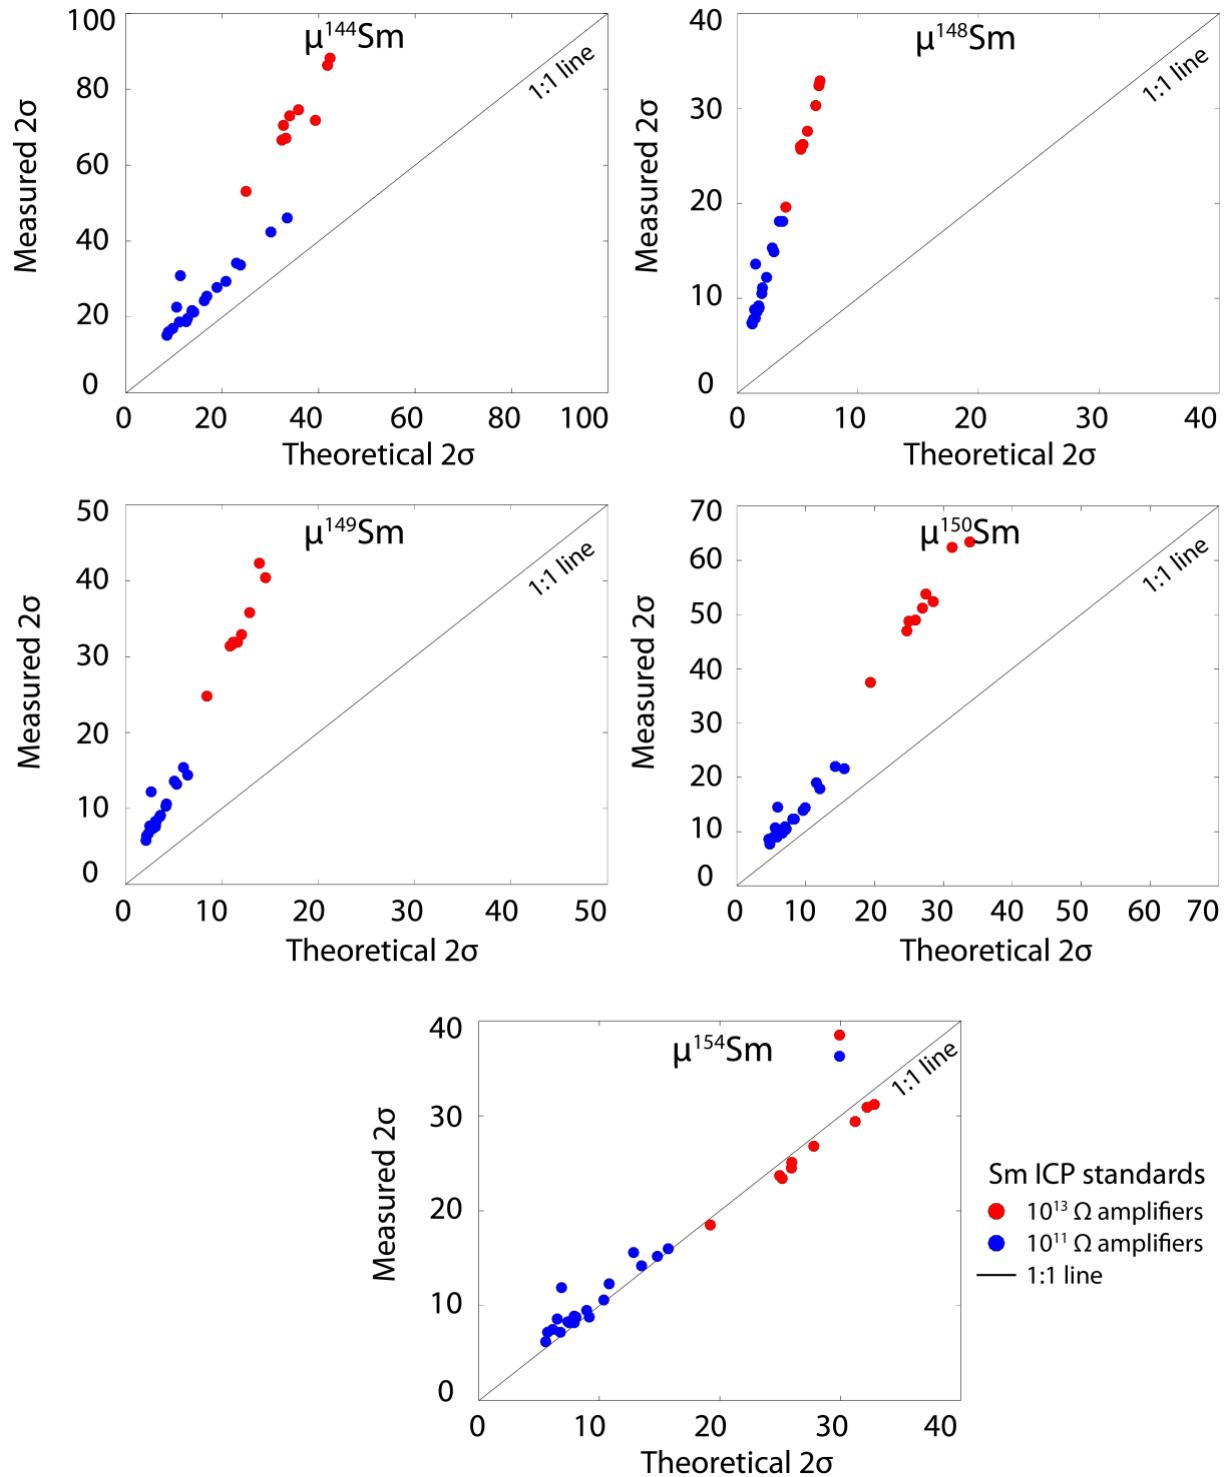 μ¹⁴⁴Sm
1:1 line
Measured 2σ
100
80
60
40
20
0
0 20 40 60 80 100
Theoretical 2σ
μ¹⁴⁸Sm
1:1 line
Measured 2σ
40
30
20
10
0
0 10 20 30 40
Theoretical 2σ
μ¹⁴⁹Sm
1:1 line
Measured 2σ
50
40
30
20
10
0
0 10 20 30 40 50
Theoretical 2σ
μ¹⁵⁰Sm
1:1 line
Measured 2σ
70
60
50
40
30
20
10
0
0 10 20 30 40 50 60 70
Theoretical 2σ
μ¹⁵⁴Sm
1:1 line
Measured 2σ
40
30
20
10
0
0 10 20 30 40
Theoretical 2σ
Sm ICP standards
10¹³ Ω amplifiers
10¹¹ Ω amplifiers
1:1 line